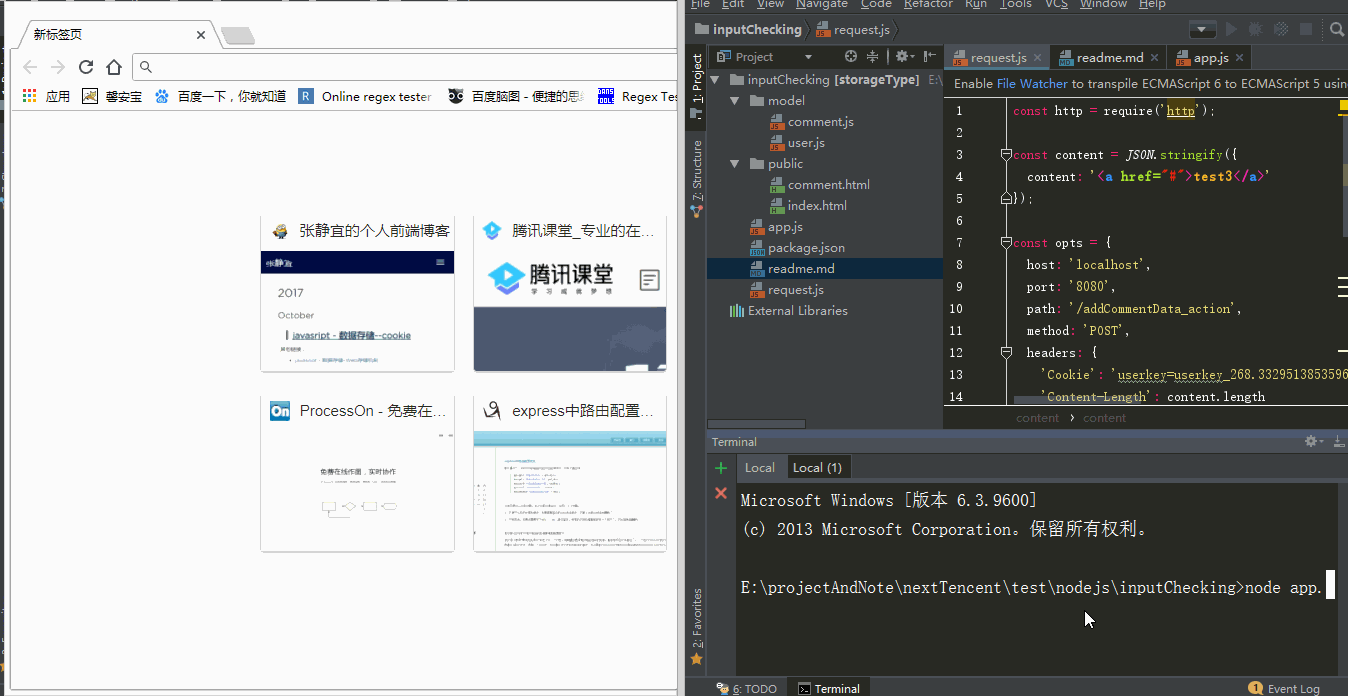 新标签页
应用
馨安宝
百度一下，你就知道
Online regex tester
百度脑图 - 便捷的思
Regex Tes
张静宜的个人前端博客
张静宜
2017
October
javasript - 数据存储--cookie
腾讯课堂_专业的在…
腾讯课堂
学 习 成 就 梦 想
ProcessOn - 免费在…
On
免费在线作图，实时协作
express中路由配置…
File Edit View Navigate Code Refactor Run Tools VCS Window Help
inputChecking request.js
Project
request.js readme.md app.js
Enable File Watcher to transpile ECMAScript 6 to ECMAScript 5 usin
1: Project
7: Structure
2: Favorites
inputChecking [storageType] E:\
model
comment.js
user.js
public
comment.html
index.html
app.js
package.json
readme.md
request.js
External Libraries
1 const http = require('http');
2
3 const content = JSON.stringify({
4 content: '<a href="#">test3</a>'
5 });
6
7 const opts = {
8 host: 'localhost',
9 port: '8080',
10 path: '/addCommentData_action',
11 method: 'POST',
12 headers: {
13 'Cookie': 'userkey=userkey_268.3329513853596
14 'Content-Length': content.length
content › content
Terminal
Local Local (1)
Microsoft Windows [版本 6.3.9600]
(c) 2013 Microsoft Corporation。保留所有权利。
E:\projectAndNote\nextTencent\test\nodejs\inputChecking>node app.
6: TODO Terminal 1 Event Log